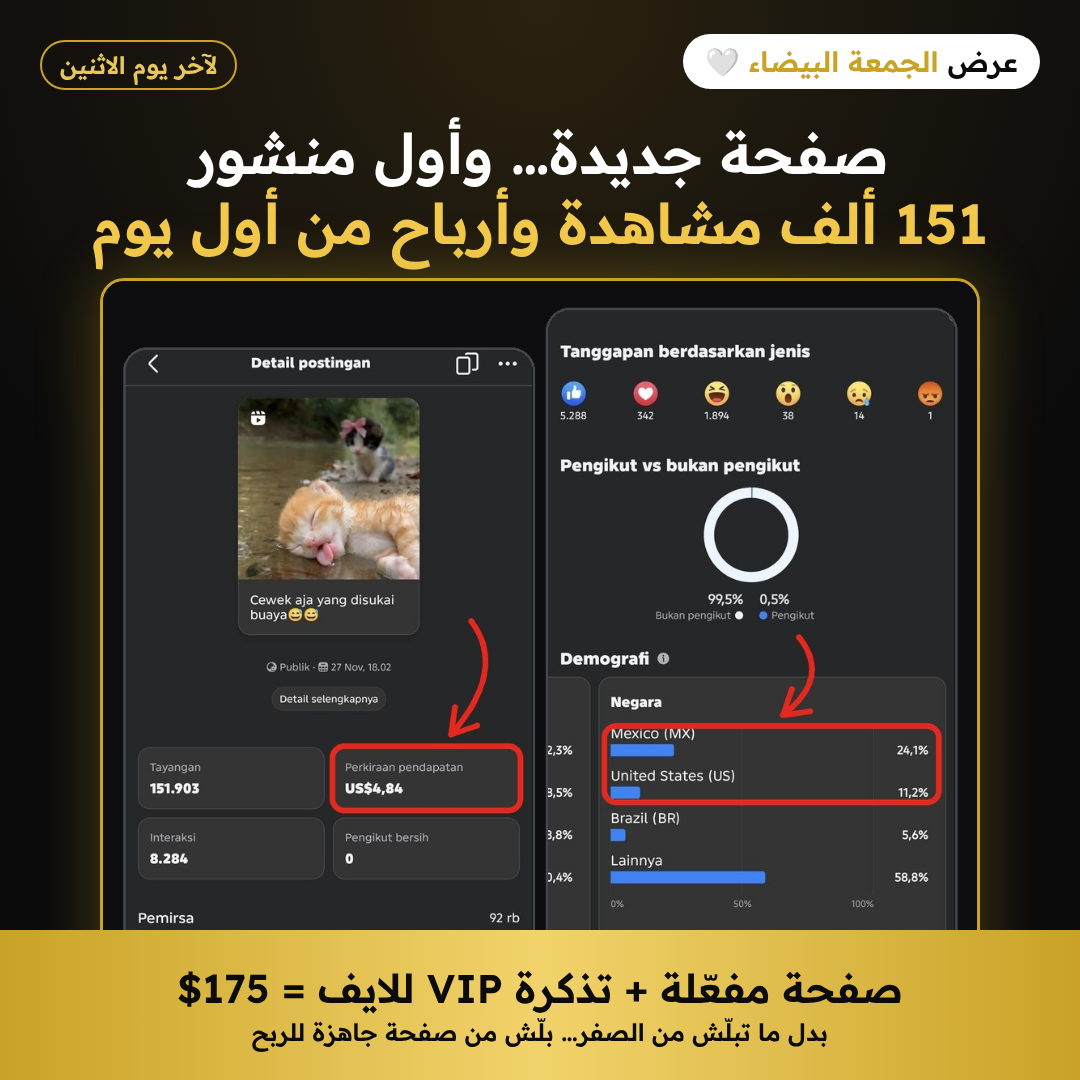 عرض الجمعة البيضاء 🤍
لآخر يوم الاثنين
صفحة جديدة... وأول منشور
151 ألف مشاهدة وأرباح من أول يوم
Detail postingan
Cewek aja yang disukai
buaya😅😅
Publik · 27 Nov, 18.02
Detail selengkapnya
Tayangan
151.903
Perkiraan pendapatan
US$4,84
Interaksi
8.284
Pengikut bersih
0
Pemirsa 92 rb
Tanggapan berdasarkan jenis
5.288 342 1.894 38 14 1
Pengikut vs bukan pengikut
99,5% 0,5%
Bukan pengikut Pengikut
Demografi
Negara
Mexico (MX)
2,3% 24,1%
United States (US)
3,5% 11,2%
Brazil (BR)
3,8% 5,6%
Lainnya
0,4% 58,8%
0% 50% 100%
صفحة مفعّلة + تذكرة VIP للايف = 175$
بدل ما تبلّش من الصفر... بلّش من صفحة جاهزة للربح